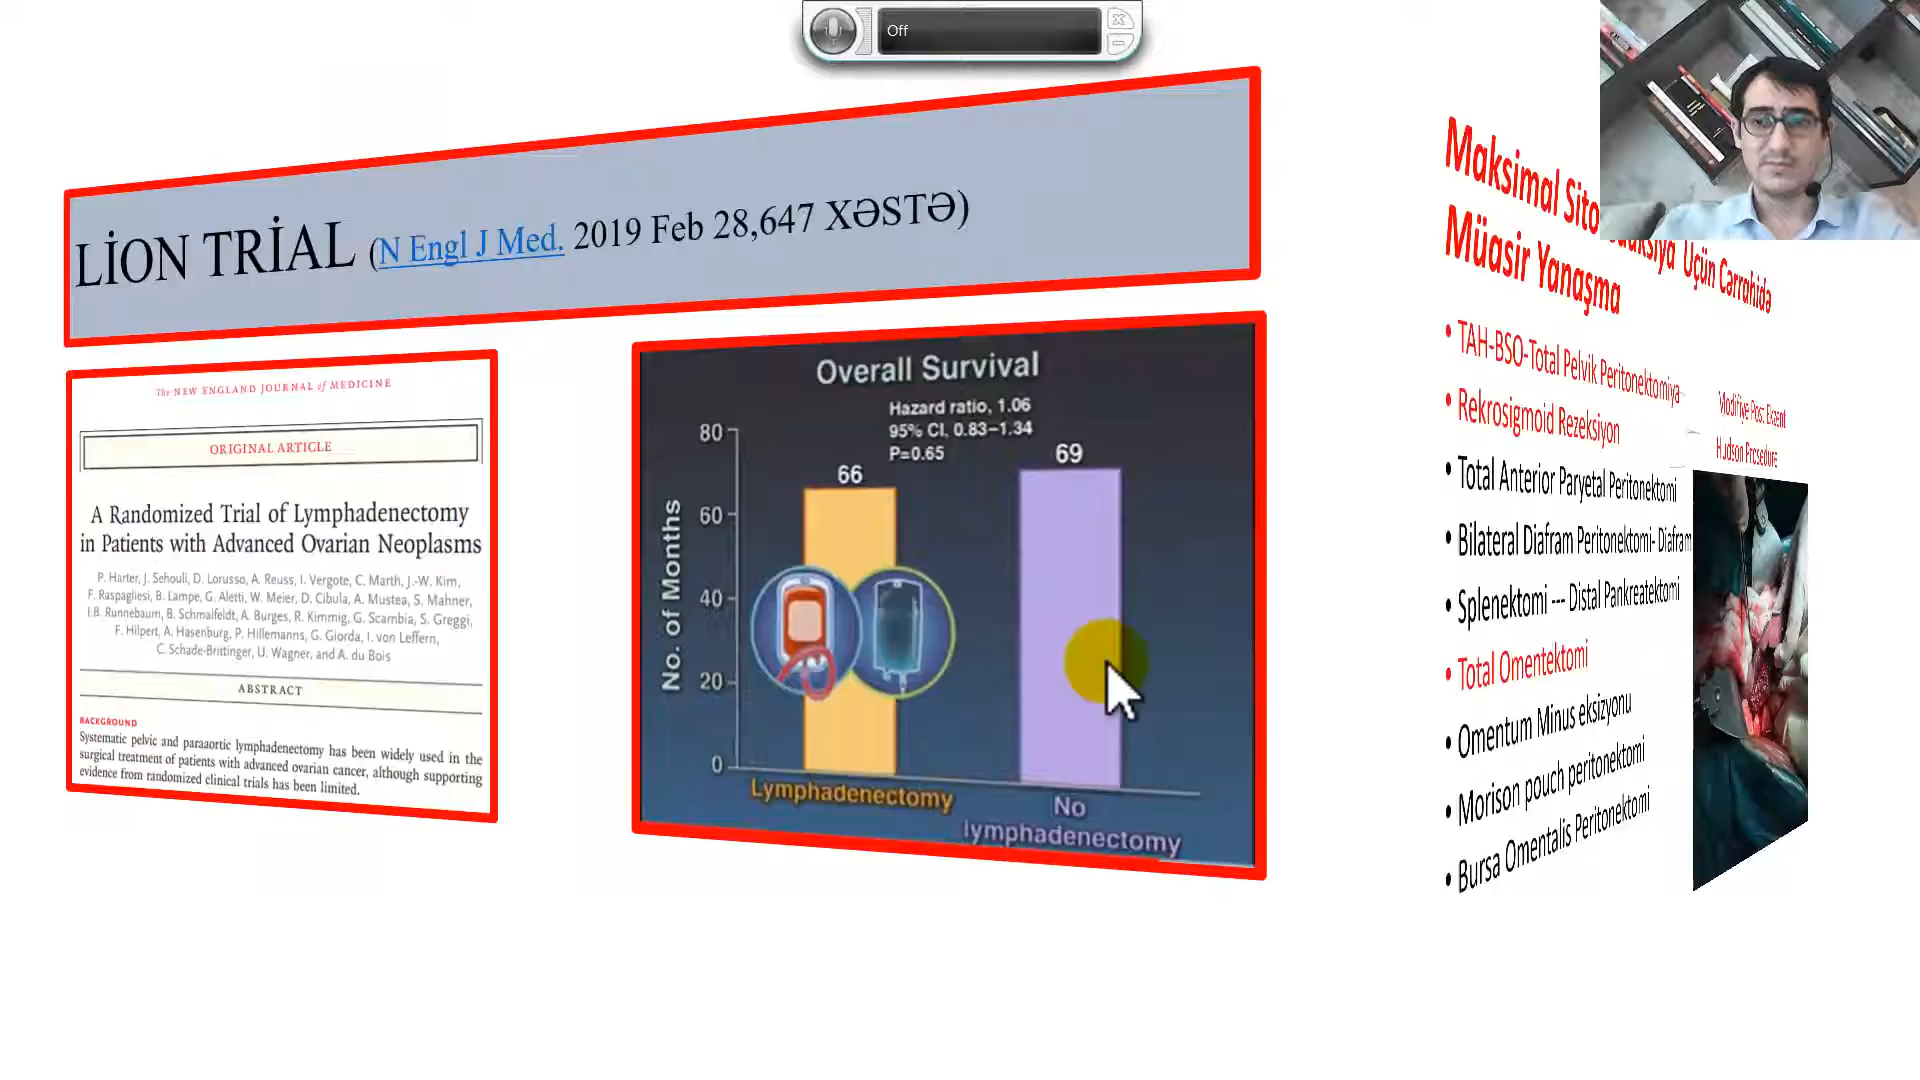 Off
LİON TRİAL (N Engl J Med. 2019 Feb 28,647 XƏSTƏ)
The NEW ENGLAND JOURNAL of MEDICINE
ORIGINAL ARTICLE
A Randomized Trial of Lymphadenectomy
in Patients with Advanced Ovarian Neoplasms
P. Harter, J. Sehouli, D. Lorusso, A. Reuss, I. Vergote, C. Marth, J.-W. Kim,
F. Raspagliesi, B. Lampe, G. Aletti, W. Meier, D. Cibula, A. Mustea, S. Mahner,
I.B. Runnebaum, B. Schmalfeldt, A. Burges, R. Kimmig, G. Scambia, S. Greggi,
F. Hilpert, A. Hasenburg, P. Hillemanns, G. Giorda, I. von Leffern,
C. Schade-Brittinger, U. Wagner, and A. du Bois
ABSTRACT
BACKGROUND
Systematic pelvic and paraaortic lymphadenectomy has been widely used in the
surgical treatment of patients with advanced ovarian cancer, although supporting
evidence from randomized clinical trials has been limited.
Overall Survival
Hazard ratio, 1.06
95% CI, 0.83–1.34
P=0.65
No. of Months
80
60
40
20
0
66
69
Lymphadenectomy
No
lymphadenectomy
Maksimal Üçün Cərrahidə
Müasir Yanaşma
• TAH-BSO-Total Pelvik Peritonektomiya
• Rekrosigmoid Rezeksiyon
• Total Anterior Paryetal Peritonektomi
• Bilateral Diafram Peritonektomi- Diafram
• Splenektomi --- Distal Pankreatektomi
• Total Omentektomi
• Omentum Minus eksizyonu
• Morison pouch peritonektomi
• Bursa Omentalis Peritonektomi
Modifiye Post
Hudson Prosedure